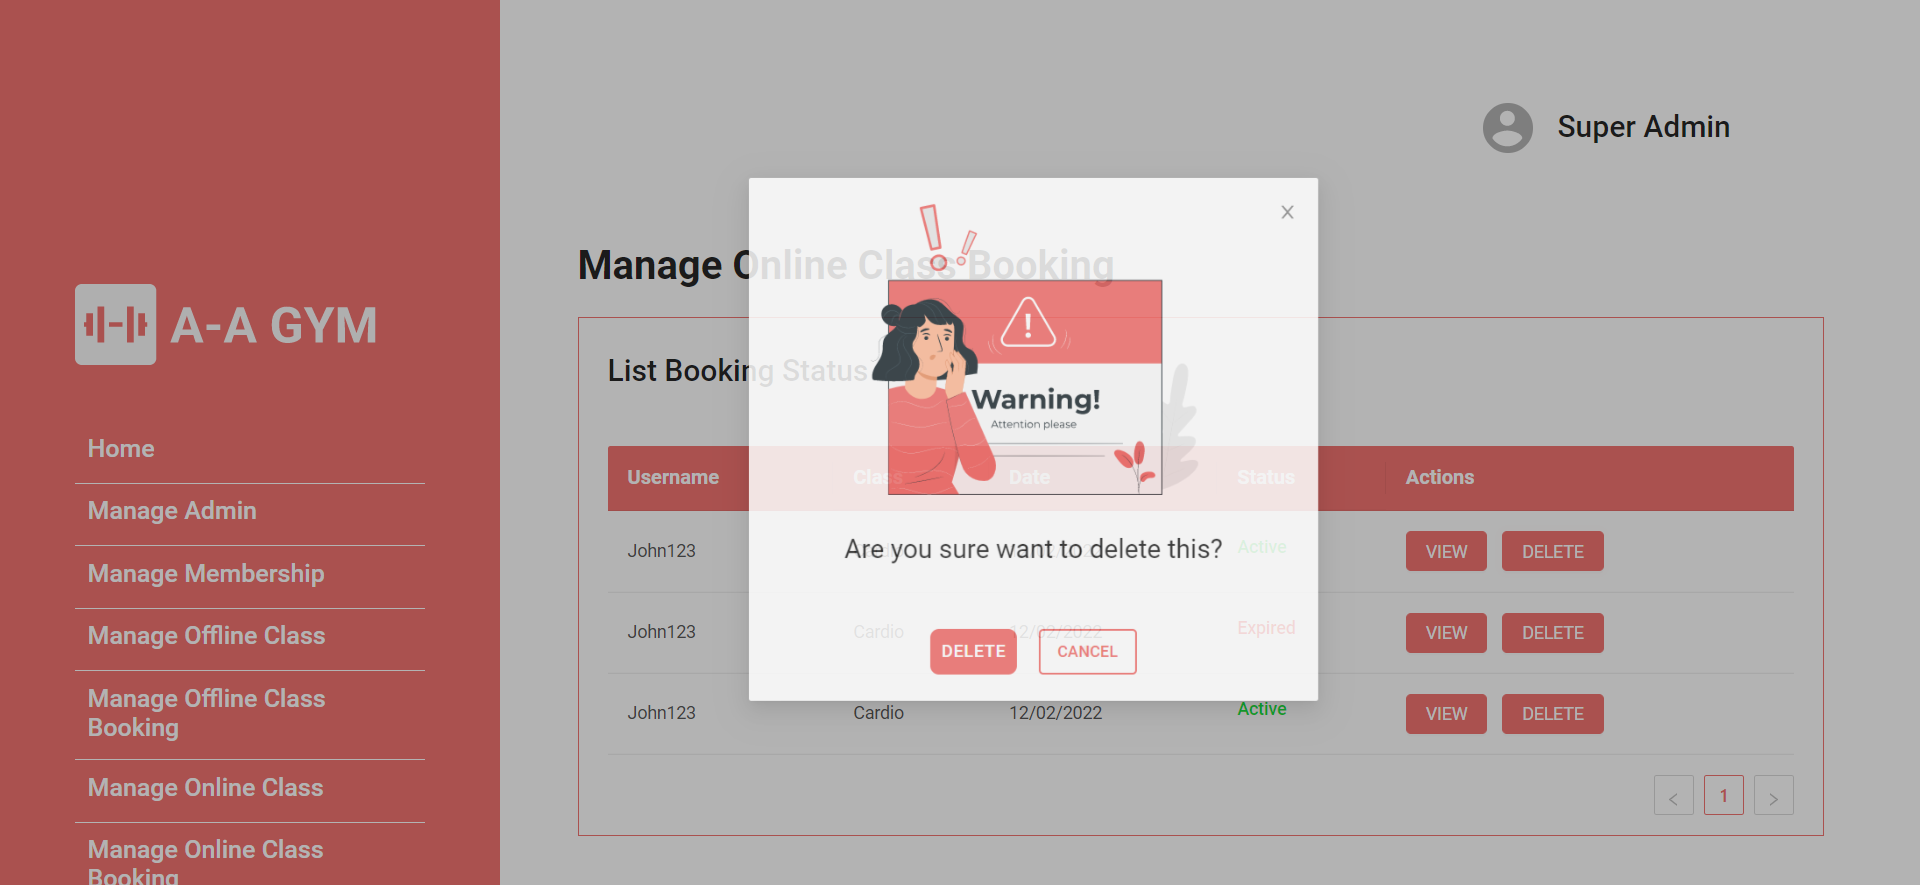 Super Admin
A-A GYM
Home
Manage Admin
Manage Membership
Manage Offline Class
Manage Offline Class
Booking
Manage Online Class
Manage Online Class
Booking
Manage Online Class Booking
List Booking Status
Username Class Date Status Actions
John123 Active VIEW DELETE
John123 Cardio 12/02/2022 Expired VIEW DELETE
John123 Cardio 12/02/2022 Active VIEW DELETE
< 1 >
X
Warning!
Attention please
Are you sure want to delete this?
DELETE CANCEL